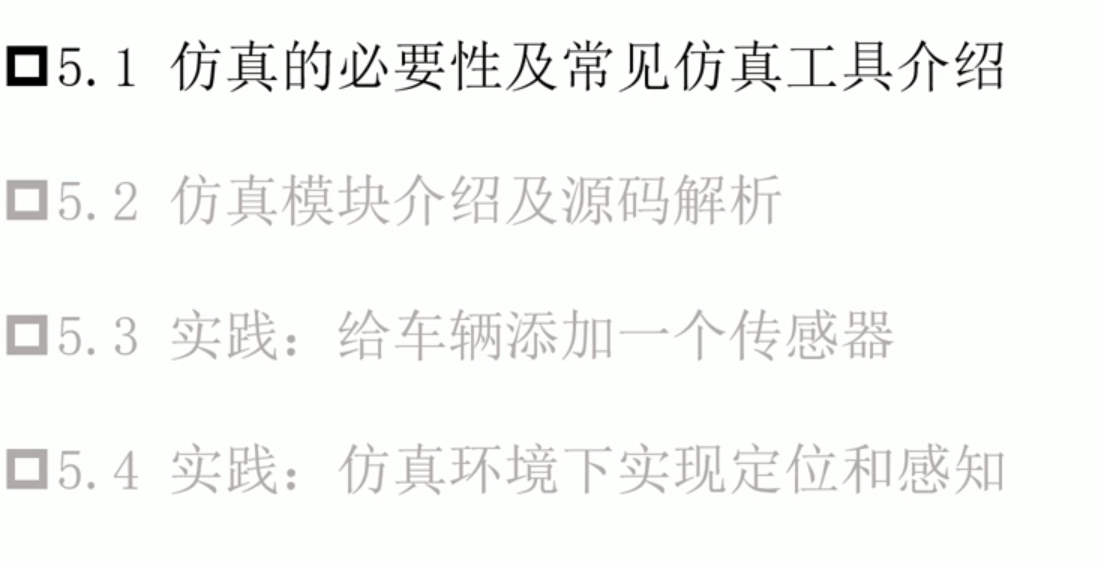 5.1 仿真的必要性及常见仿真工具介绍
5.2 仿真模块介绍及源码解析
5.3 实践：给车辆添加一个传感器
5.4 实践：仿真环境下实现定位和感知